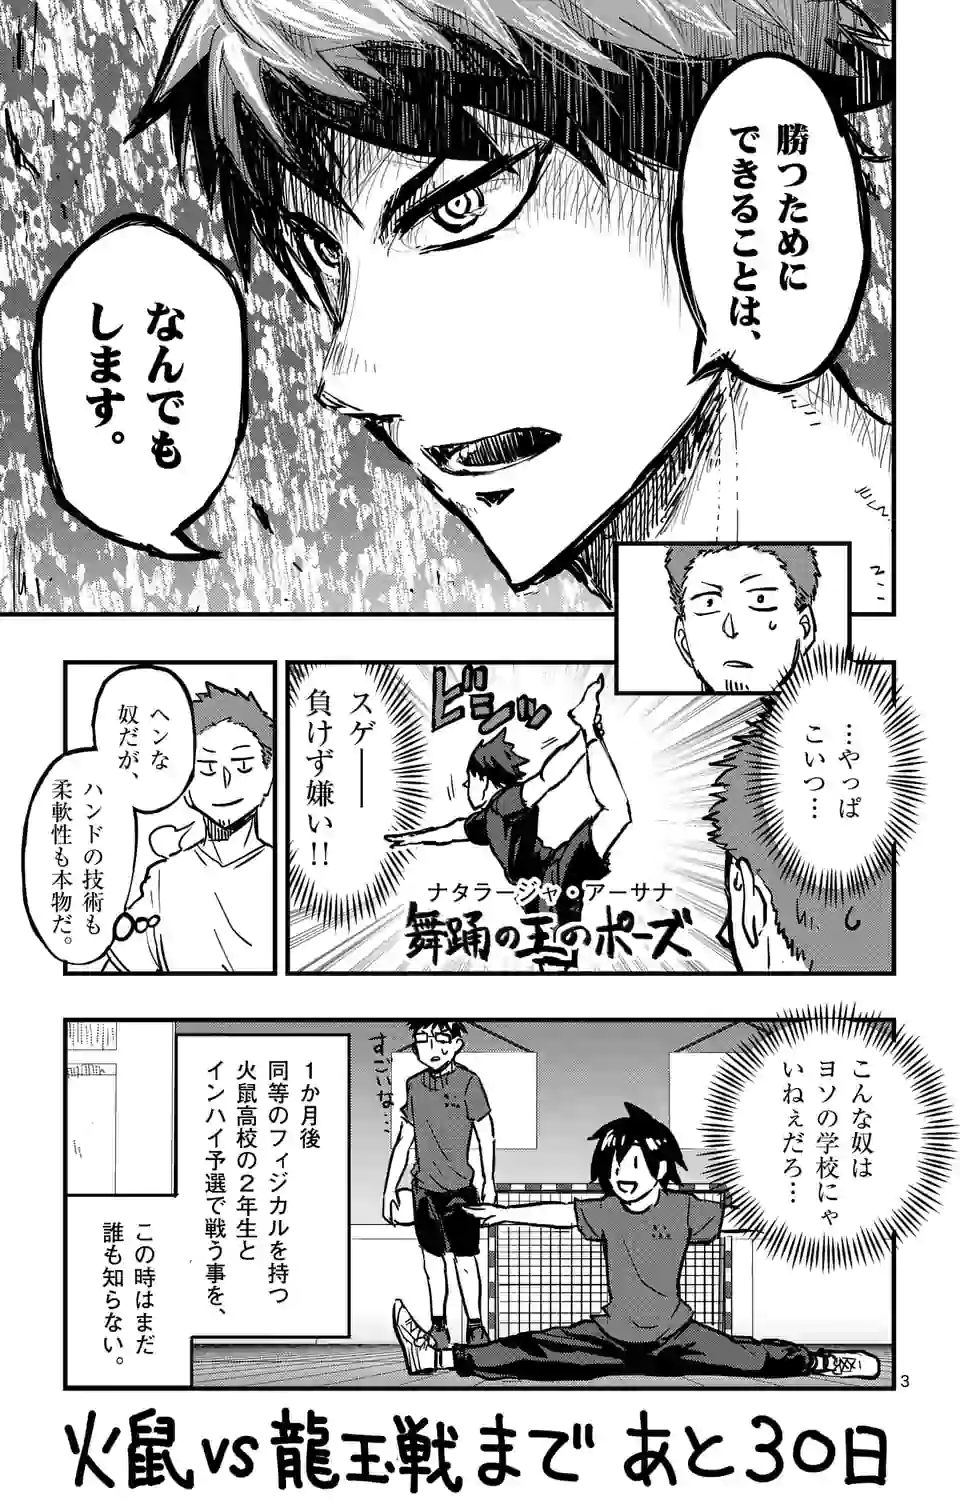 勝つために
できることは、
なんでも
します。
…やっぱ
こいつ…
スゲー
負けず嫌い!!
ビシッ
ナタラージャ・アーサナ
舞踊の王のポーズ
ヘンな
奴だが、
ハンドの技術も
柔軟性も本物だ。
こんな奴は
ヨソの学校にゃ
いねぇだろ…
すごいな…
1か月後
同等のフィジカルを持つ
火鼠高校の2年生と
インハイ予選で戦う事を、
この時はまだ
誰も知らない。
3
火鼠vs龍玉戦まで あと30日